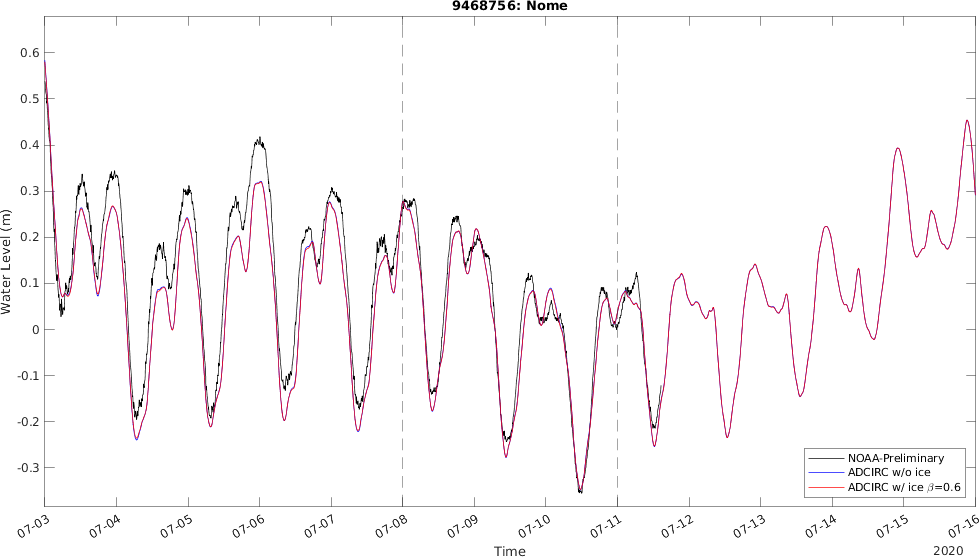 9468756: Nome
Water Level (m)
0.6
0.5
0.4
0.3
0.2
0.1
0
-0.1
-0.2
-0.3
NOAA-Preliminary
ADCIRC w/o ice
ADCIRC w/ ice β=0.6
07-03 07-04 07-05 07-06 07-07 07-08 07-09 07-10 07-11 07-12 07-13 07-14 07-15 07-16
Time
2020